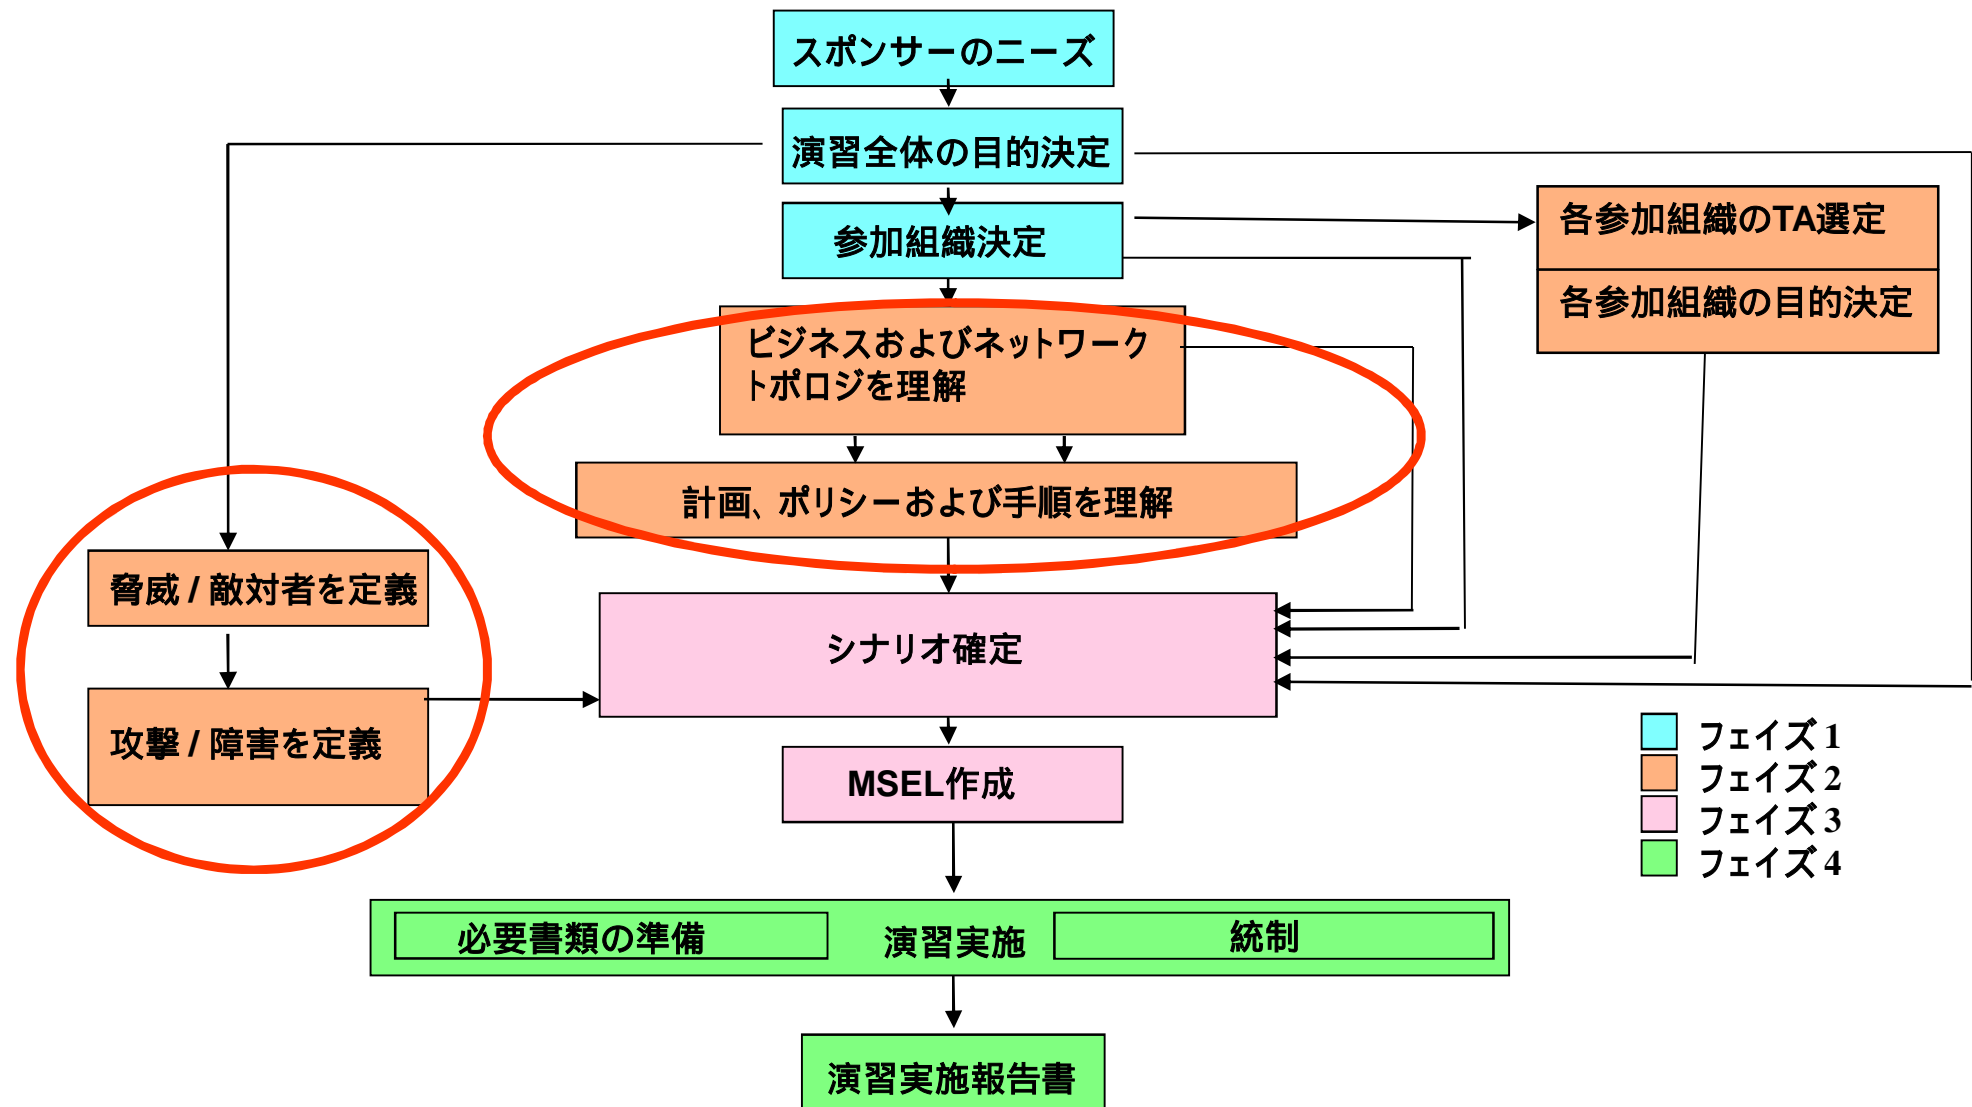 スポンサーのニーズ
演習全体の目的決定
参加組織決定
各参加組織のTA選定
各参加組織の目的決定
ビジネスおよびネットワーク
トポロジを理解
計画、ポリシーおよび手順を理解
脅威 / 敵対者を定義
シナリオ確定
攻撃 / 障害を定義
MSEL作成
フェイズ 1
フェイズ 2
フェイズ 3
フェイズ 4
必要書類の準備
演習実施
統制
演習実施報告書